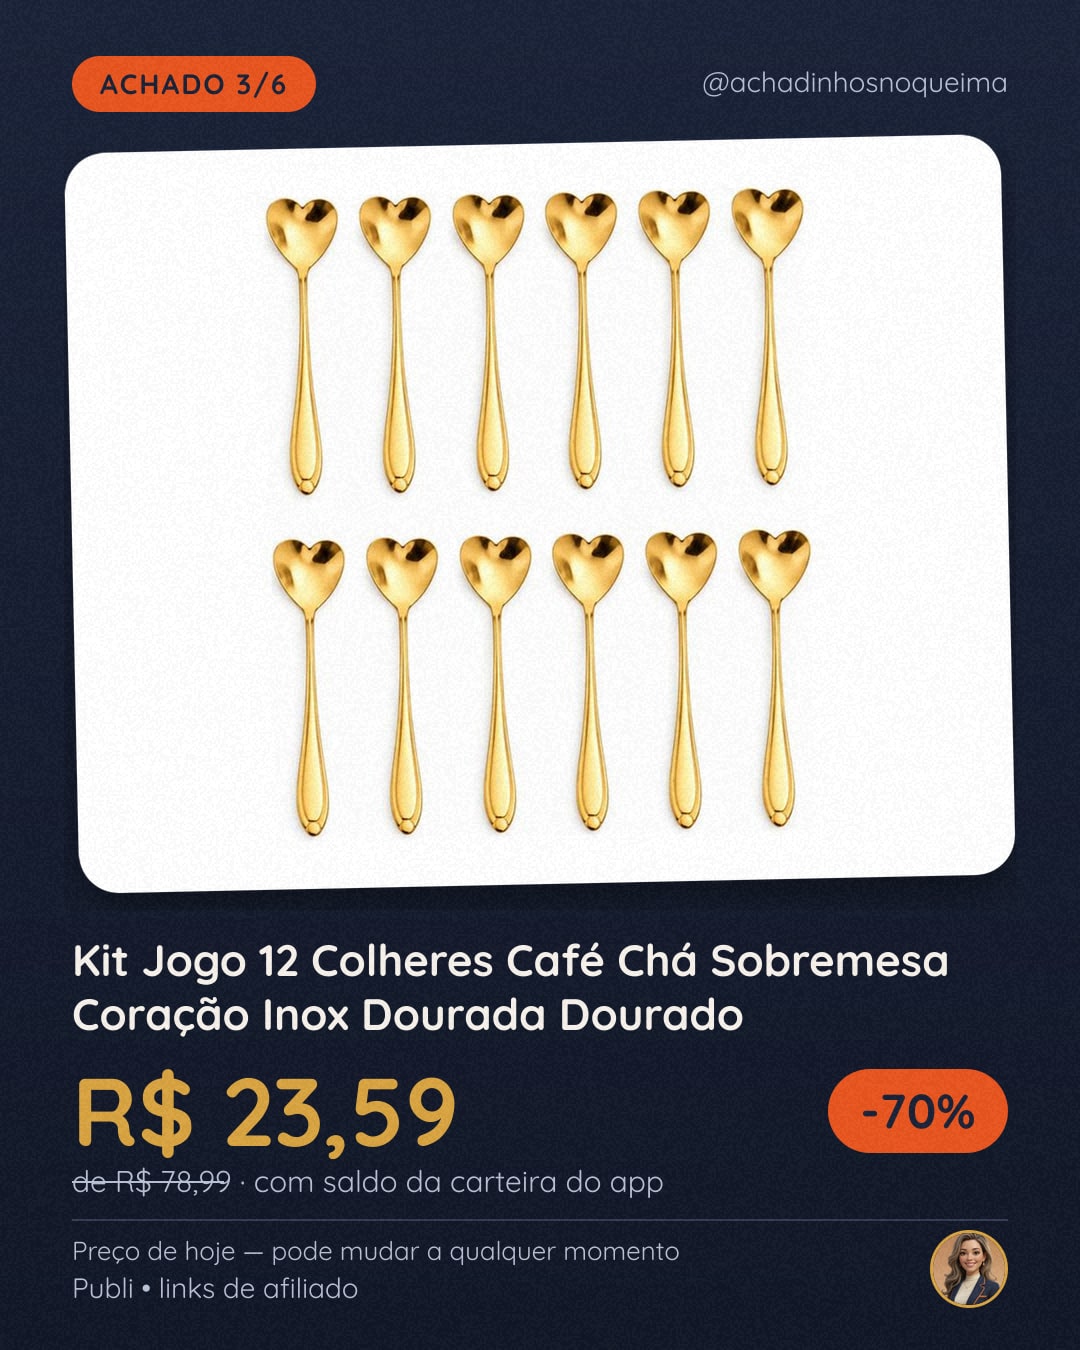 ACHADO 3/6
@achadinhosnoqueima
Kit Jogo 12 Colheres Café Chá Sobremesa
Coração Inox Dourada Dourado
R$ 23,59
-70%
de R$ 78,99 · com saldo da carteira do app
Preço de hoje — pode mudar a qualquer momento
Publi • links de afiliado